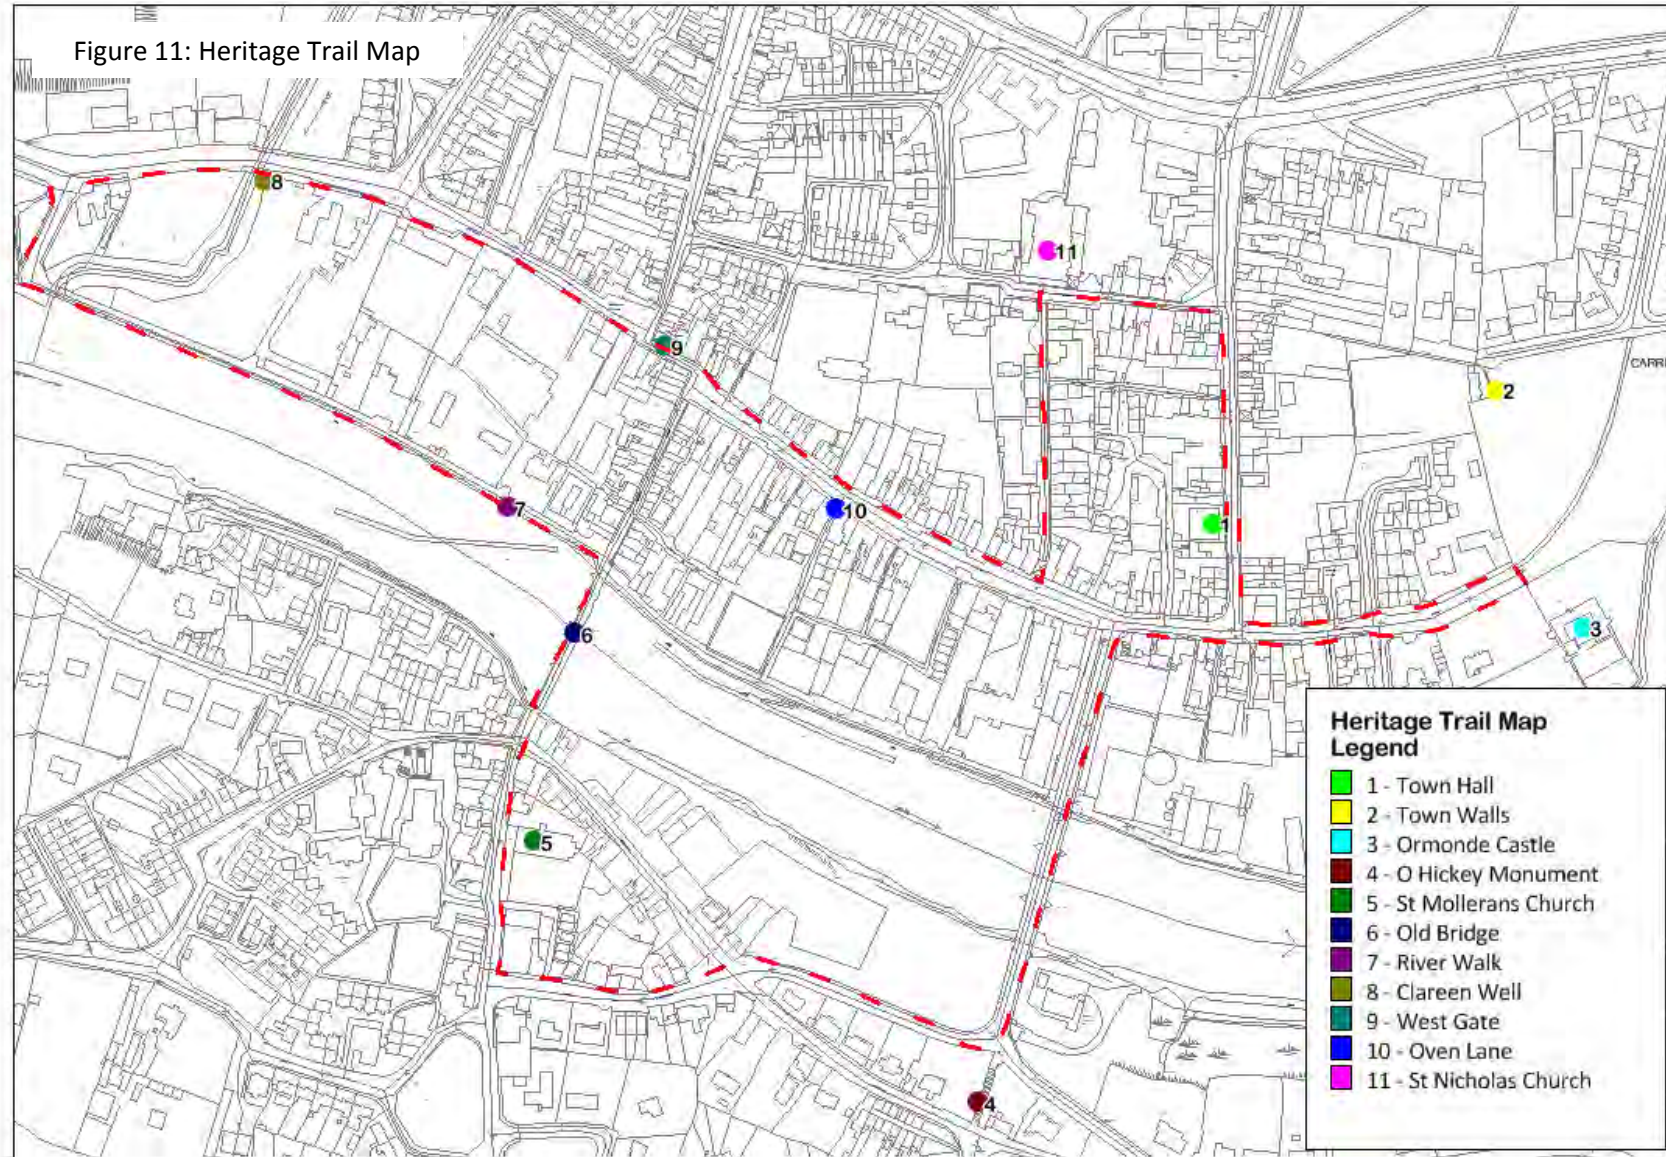 Figure 11: Heritage Trail Map
8
11
9
CARR
2
7
10
1
6
3
5
4
Heritage Trail Map
Legend
1 - Town Hall
2 - Town Walls
3 - Ormonde Castle
4 - O Hickey Monument
5 - St Mollerans Church
6 - Old Bridge
7 - River Walk
8 - Clareen Well
9 - West Gate
10 - Oven Lane
11 - St Nicholas Church